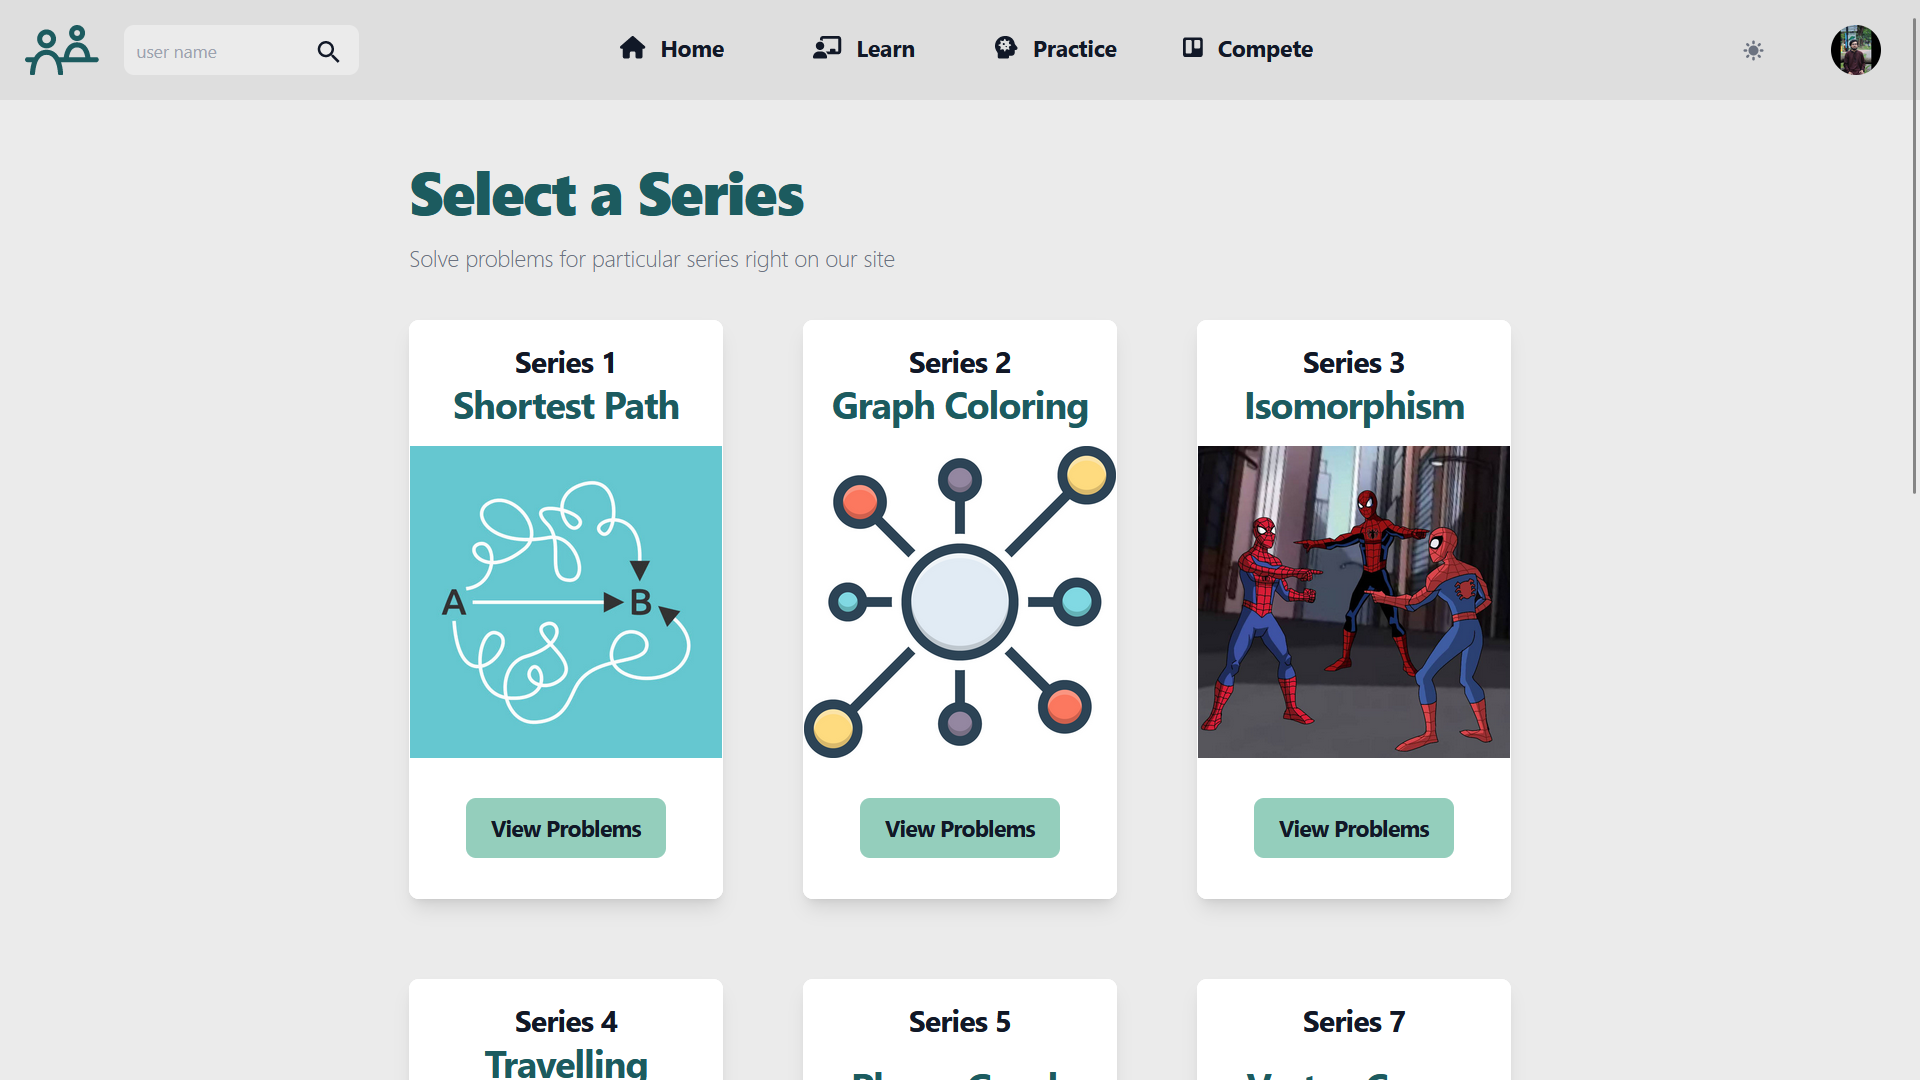 user name
Home
Learn
Practice
Compete
Select a Series
Solve problems for particular series right on our site
Series 1
Shortest Path
A
B
View Problems
Series 2
Graph Coloring
View Problems
Series 3
Isomorphism
View Problems
Series 4
Travelling
Series 5
Series 7